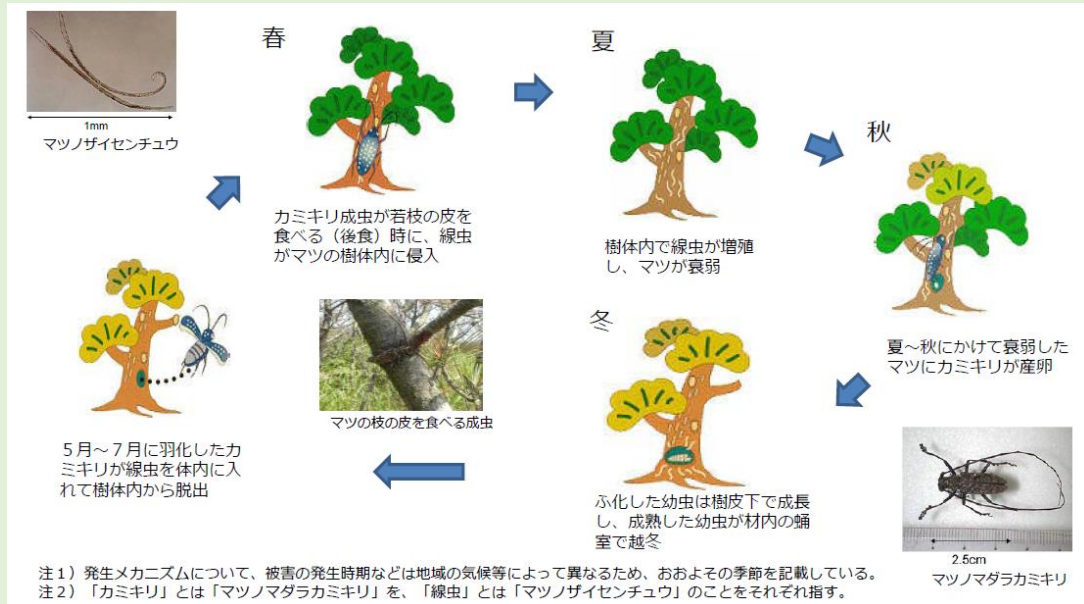 1mm
マツノザイセンチュウ
春
カミキリ成虫が若枝の皮を
食べる（後食）時に、線虫
がマツの樹体内に侵入
夏
樹体内で線虫が増殖
し、マツが衰弱
秋
夏～秋にかけて衰弱した
マツにカミキリが産卵
2.5cm
マツノマダラカミキリ
冬
ふ化した幼虫は樹皮下で成長
し、成熟した幼虫が材内の蛹
室で越冬
マツの枝の皮を食べる成虫
５月～７月に羽化したカ
ミキリが線虫を体内に入
れて樹体内から脱出
注１）発生メカニズムについて、被害の発生時期などは地域の気候等によって異なるため、おおよその季節を記載している。
注２）「カミキリ」とは「マツノマダラカミキリ」を、「線虫」とは「マツノザイセンチュウ」のことをそれぞれ指す。